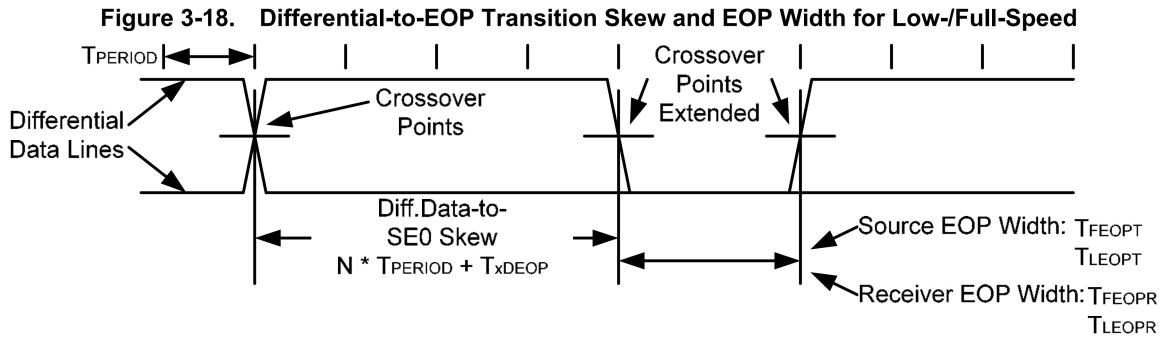 Figure 3-18. Differential-to-EOP Transition Skew and EOP Width for Low-/Full-Speed
TPERIOD
Crossover
Points
Extended
Crossover
Points
Differential
Data Lines
Diff.Data-to-
SE0 Skew
N * TPERIOD + TxDEOP
Source EOP Width: TFEOPT
TLEOPT
Receiver EOP Width: TFEOPR
TLEOPR